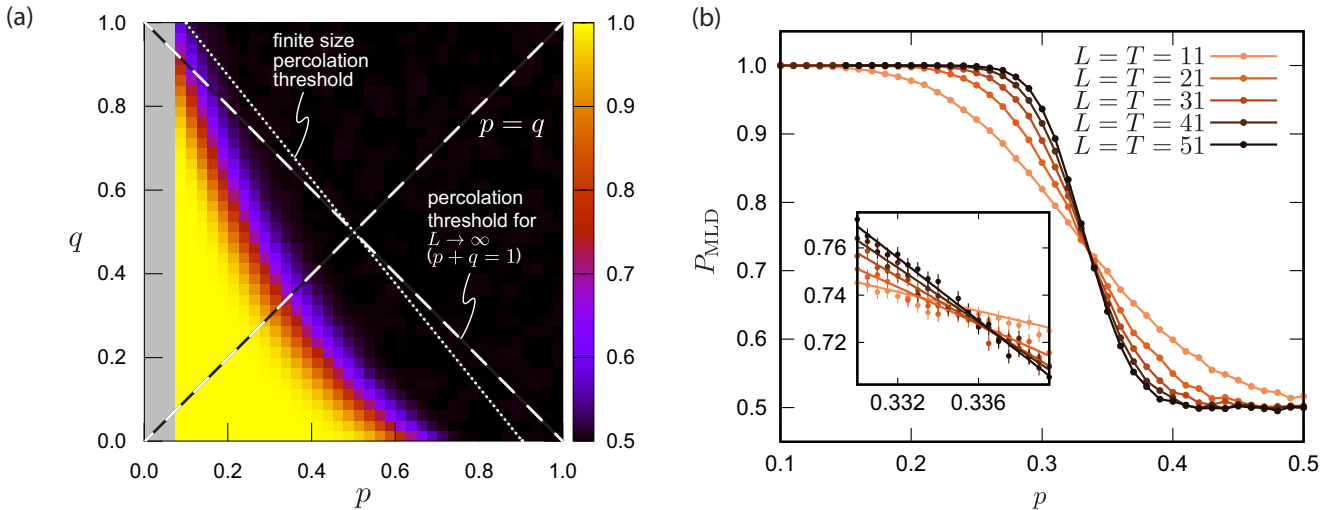 (a)
1.0
0.8
0.6
0.4
0.2
0.0
q
0.0
0.2
0.4
0.6
0.8
1.0
p
finite size
percolation
threshold
p = q
percolation
threshold for
L → ∞
(p + q = 1)
1.0
0.9
0.8
0.7
0.6
0.5
(b)
1.0
0.9
0.8
0.7
0.6
0.5
P_MLD
0.1
0.2
0.3
0.4
0.5
p
L = T = 11
L = T = 21
L = T = 31
L = T = 41
L = T = 51
0.76
0.74
0.72
0.332
0.336